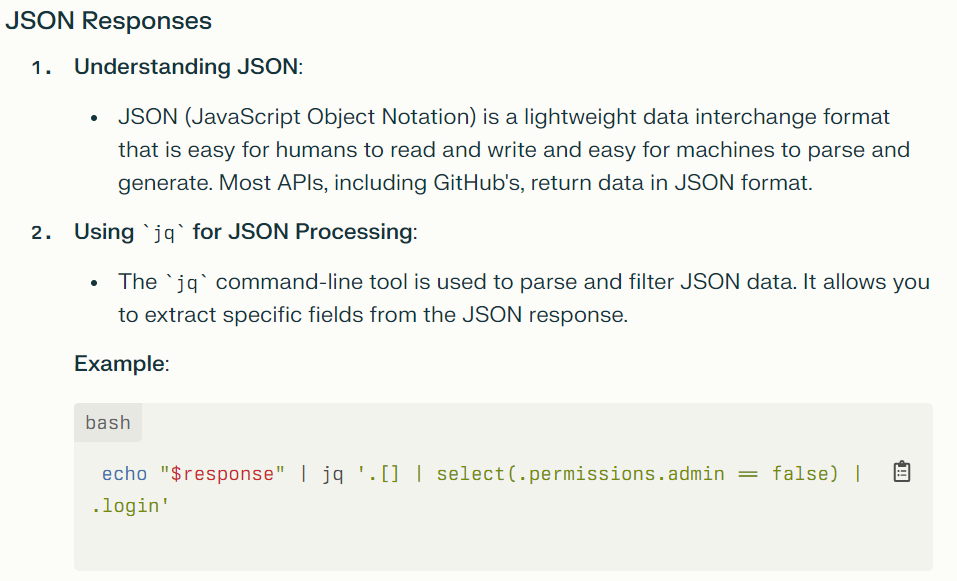 JSON Responses
1. Understanding JSON:
• JSON (JavaScript Object Notation) is a lightweight data interchange format
that is easy for humans to read and write and easy for machines to parse and
generate. Most APIs, including GitHub's, return data in JSON format.
2. Using `jq` for JSON Processing:
• The `jq` command-line tool is used to parse and filter JSON data. It allows you
to extract specific fields from the JSON response.
Example:
bash
echo "$response" | jq '.[] | select(.permissions.admin == false) |
.login'